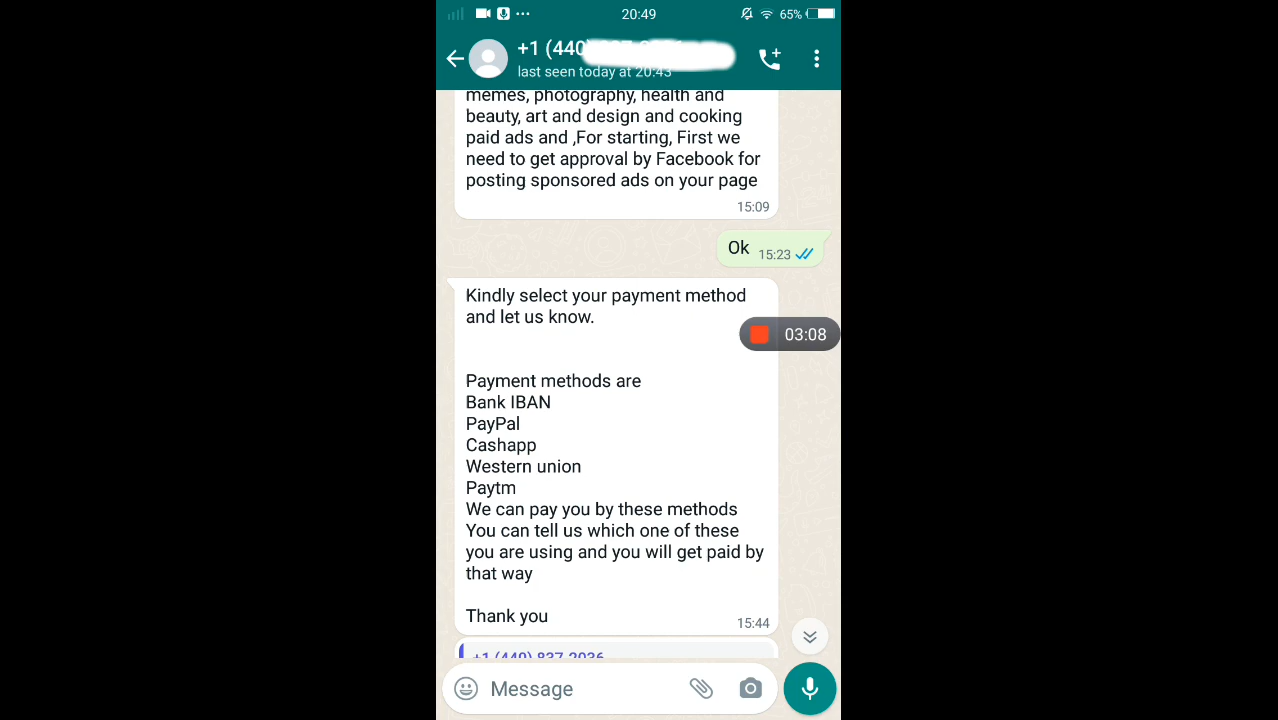 20:49
65%
+1 (440)
last seen today at 20:43
memes, photography, health and
beauty, art and design and cooking
paid ads and ,For starting, First we
need to get approval by Facebook for
posting sponsored ads on your page
15:09
Ok 15:23
Kindly select your payment method
and let us know.
03:08
Payment methods are
Bank IBAN
PayPal
Cashapp
Western union
Paytm
We can pay you by these methods
You can tell us which one of these
you are using and you will get paid by
that way
Thank you
15:44
+1 (440) 837-2036
Message